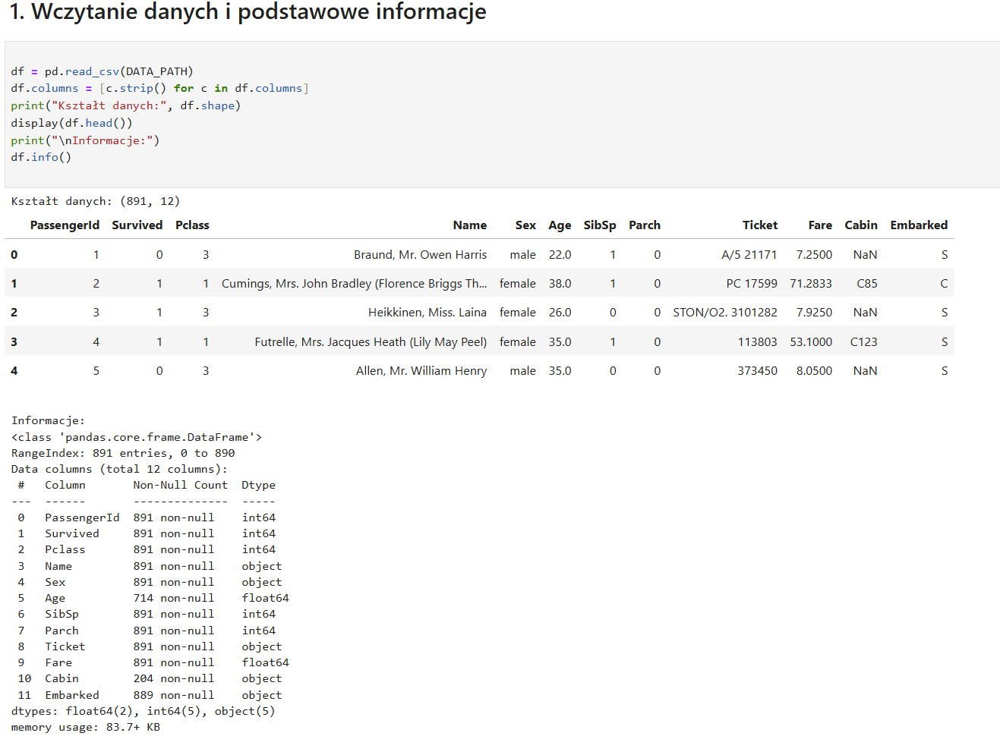 1. Wczytanie danych i podstawowe informacje
df = pd.read_csv(DATA_PATH)
df.columns = [c.strip() for c in df.columns]
print("Kształt danych:", df.shape)
display(df.head())
print("\nInformacje:")
df.info()
Kształt danych: (891, 12)
PassengerId Survived Pclass Name Sex Age SibSp Parch Ticket Fare Cabin Embarked
0 1 0 3 Braund, Mr. Owen Harris male 22.0 1 0 A/5 21171 7.2500 NaN S
1 2 1 1 Cumings, Mrs. John Bradley (Florence Briggs Th... female 38.0 1 0 PC 17599 71.2833 C85 C
2 3 1 3 Heikkinen, Miss. Laina female 26.0 0 0 STON/O2. 3101282 7.9250 NaN S
3 4 1 1 Futrelle, Mrs. Jacques Heath (Lily May Peel) female 35.0 1 0 113803 53.1000 C123 S
4 5 0 3 Allen, Mr. William Henry male 35.0 0 0 373450 8.0500 NaN S
Informacje:
<class 'pandas.core.frame.DataFrame'>
RangeIndex: 891 entries, 0 to 890
Data columns (total 12 columns):
 #   Column       Non-Null Count  Dtype
---  ------       --------------  -----
 0   PassengerId  891 non-null    int64
 1   Survived     891 non-null    int64
 2   Pclass       891 non-null    int64
 3   Name         891 non-null    object
 4   Sex          891 non-null    object
 5   Age          714 non-null    float64
 6   SibSp        891 non-null    int64
 7   Parch        891 non-null    int64
 8   Ticket       891 non-null    object
 9   Fare         891 non-null    float64
 10  Cabin        204 non-null    object
 11  Embarked     889 non-null    object
dtypes: float64(2), int64(5), object(5)
memory usage: 83.7+ KB